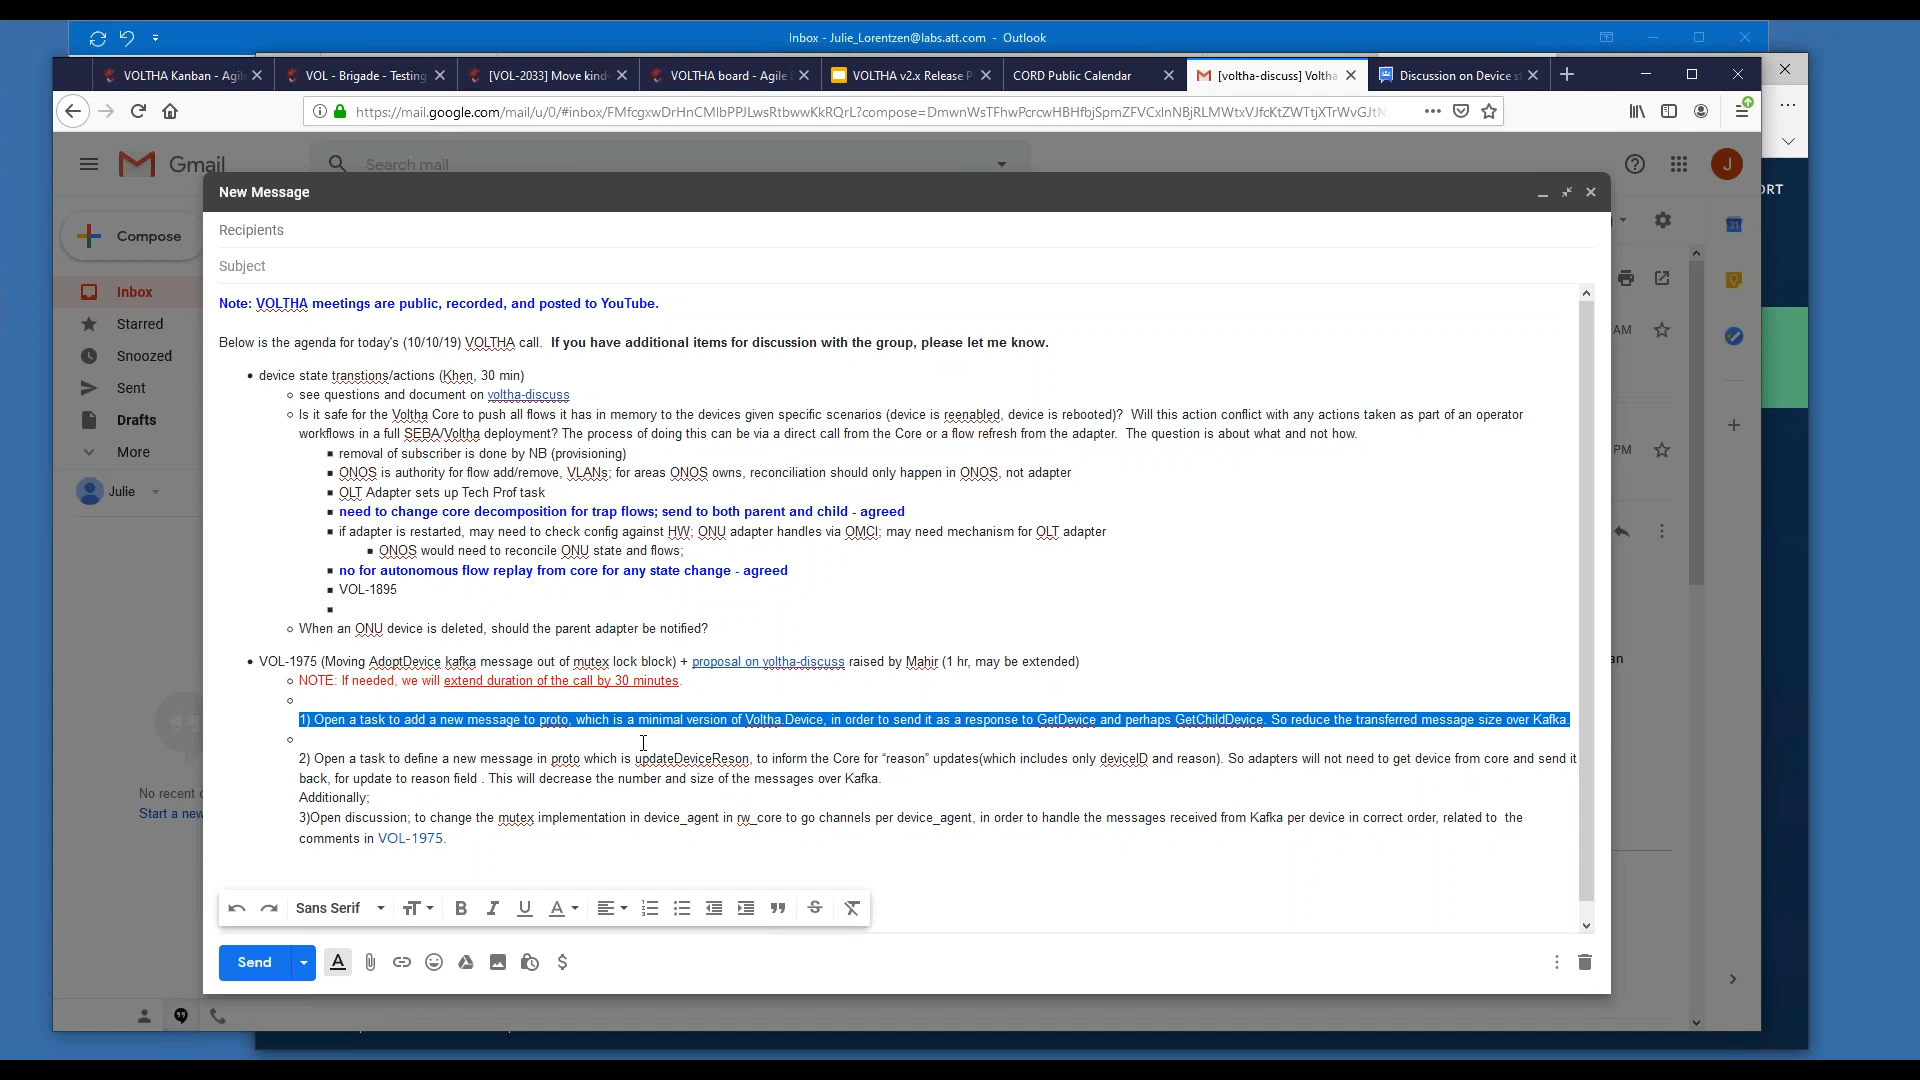 Inbox - Julie_Lorentzen@labs.att.com - Outlook
VOLTHA Kanban - Agil
VOL - Brigade - Testing
[VOL-2033] Move kind-
VOLTHA board - Agile
VOLTHA v2.x Release P
CORD Public Calendar
[voltha-discuss] Voltha
Discussion on Device s
https://mail.google.com/mail/u/0/#inbox/FMfcgxwDrHnCMlbPPJLwsRtbwwKkRQrL?compose=DmwnWsTFhwPcrcwHBHfbjSpmZFVCxlnNBjRLMWtxVJfcKtZWTtjXTrWvGJtN
Gmail
Search mail
J
ORT
New Message
Compose
Recipients
Subject
Inbox
Starred
Snoozed
Sent
Drafts
More
Julie
AM
PM
an
Note: VOLTHA meetings are public, recorded, and posted to YouTube.
Below is the agenda for today's (10/10/19) VOLTHA call. If you have additional items for discussion with the group, please let me know.
device state transtions/actions (Khen, 30 min)
see questions and document on voltha-discuss
Is it safe for the Voltha Core to push all flows it has in memory to the devices given specific scenarios (device is reenabled, device is rebooted)? Will this action conflict with any actions taken as part of an operator
workflows in a full SEBA/Voltha deployment? The process of doing this can be via a direct call from the Core or a flow refresh from the adapter. The question is about what and not how.
removal of subscriber is done by NB (provisioning)
ONOS is authority for flow add/remove, VLANs; for areas ONOS owns, reconciliation should only happen in ONOS, not adapter
OLT Adapter sets up Tech Prof task
need to change core decomposition for trap flows; send to both parent and child - agreed
if adapter is restarted, may need to check config against HW; ONU adapter handles via OMCI; may need mechanism for OLT adapter
ONOS would need to reconcile ONU state and flows;
no for autonomous flow replay from core for any state change - agreed
VOL-1895
When an ONU device is deleted, should the parent adapter be notified?
VOL-1975 (Moving AdoptDevice kafka message out of mutex lock block) + proposal on voltha-discuss raised by Mahir (1 hr, may be extended)
NOTE: If needed, we will extend duration of the call by 30 minutes.
1) Open a task to add a new message to proto, which is a minimal version of Voltha.Device, in order to send it as a response to GetDevice and perhaps GetChildDevice. So reduce the transferred message size over Kafka.
2) Open a task to define a new message in proto which is updateDeviceReson, to inform the Core for “reason” updates(which includes only deviceID and reason). So adapters will not need to get device from core and send it
back, for update to reason field . This will decrease the number and size of the messages over Kafka.
Additionally;
3)Open discussion; to change the mutex implementation in device_agent in rw_core to go channels per device_agent, in order to handle the messages received from Kafka per device in correct order, related to the
comments in VOL-1975.
No recent c
Start a new
Sans Serif
Send